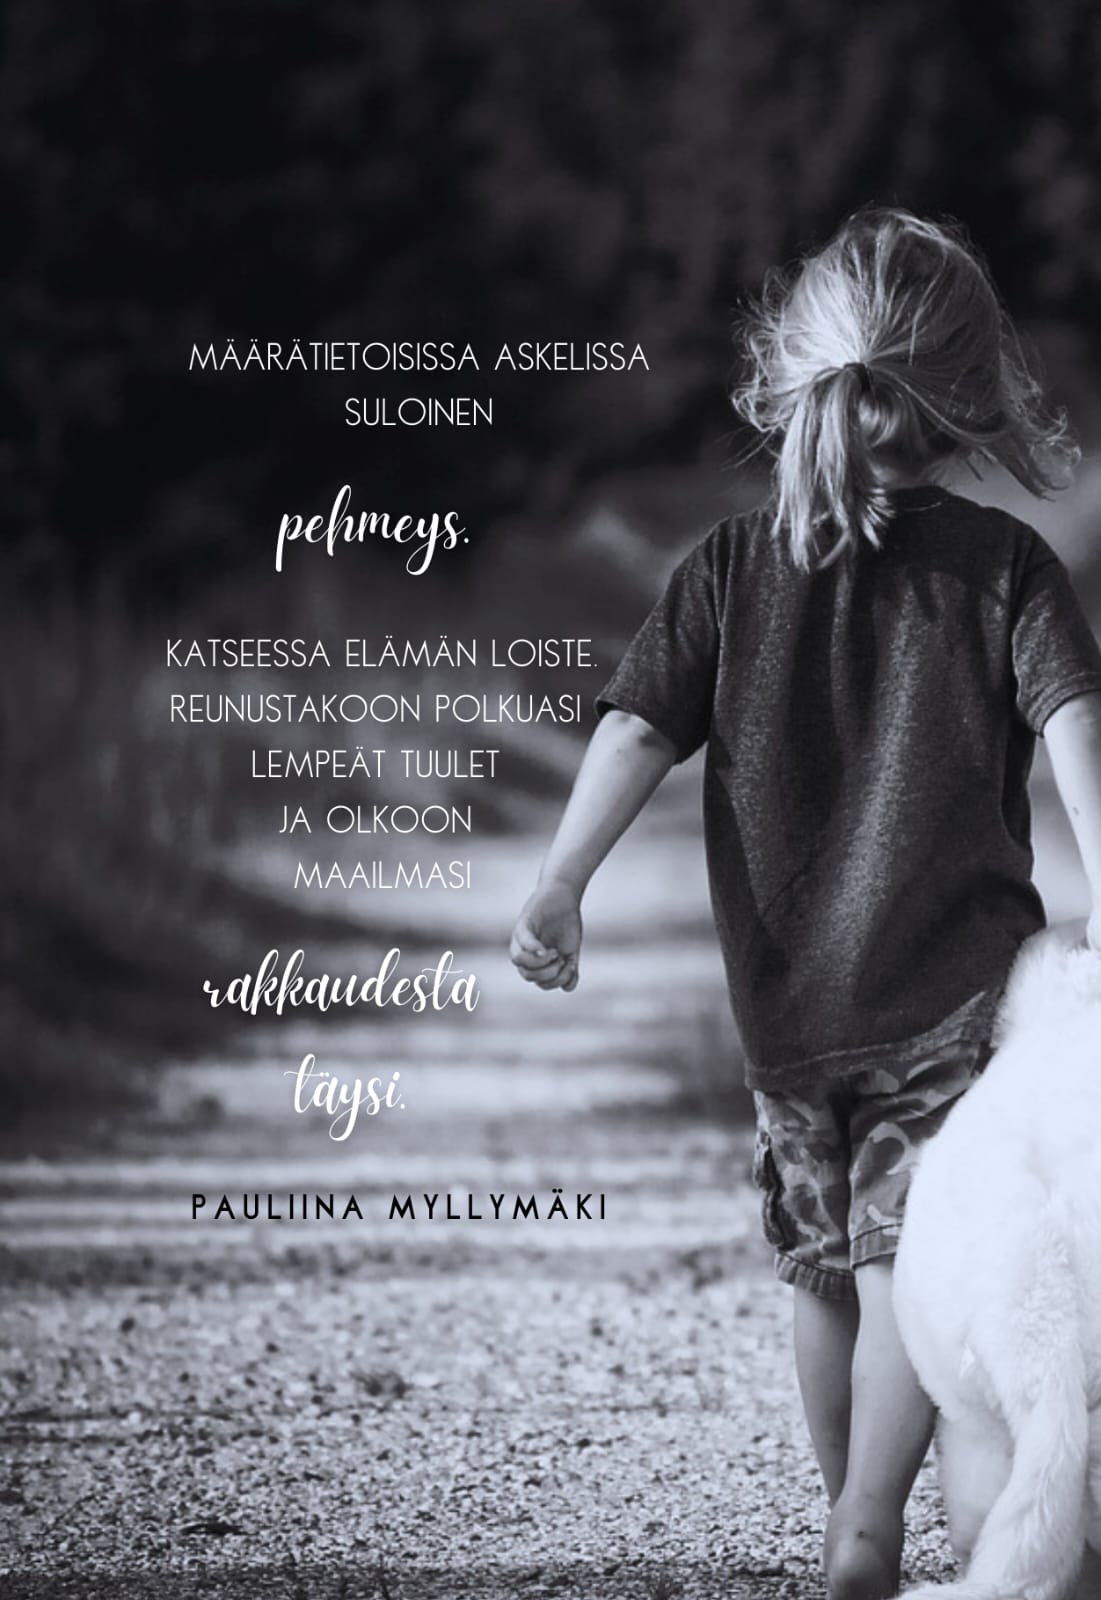 MÄÄRÄTIETOISISSA ASKELISSA
SULOINEN
pehmeys.
KATSEESSA ELÄMÄN LOISTE.
REUNUSTAKOON POLKUASI
LEMPEÄT TUULET
JA OLKOON
MAAILMASI
rakkaudesta
täysi.
PAULIINA MYLLYMÄKI